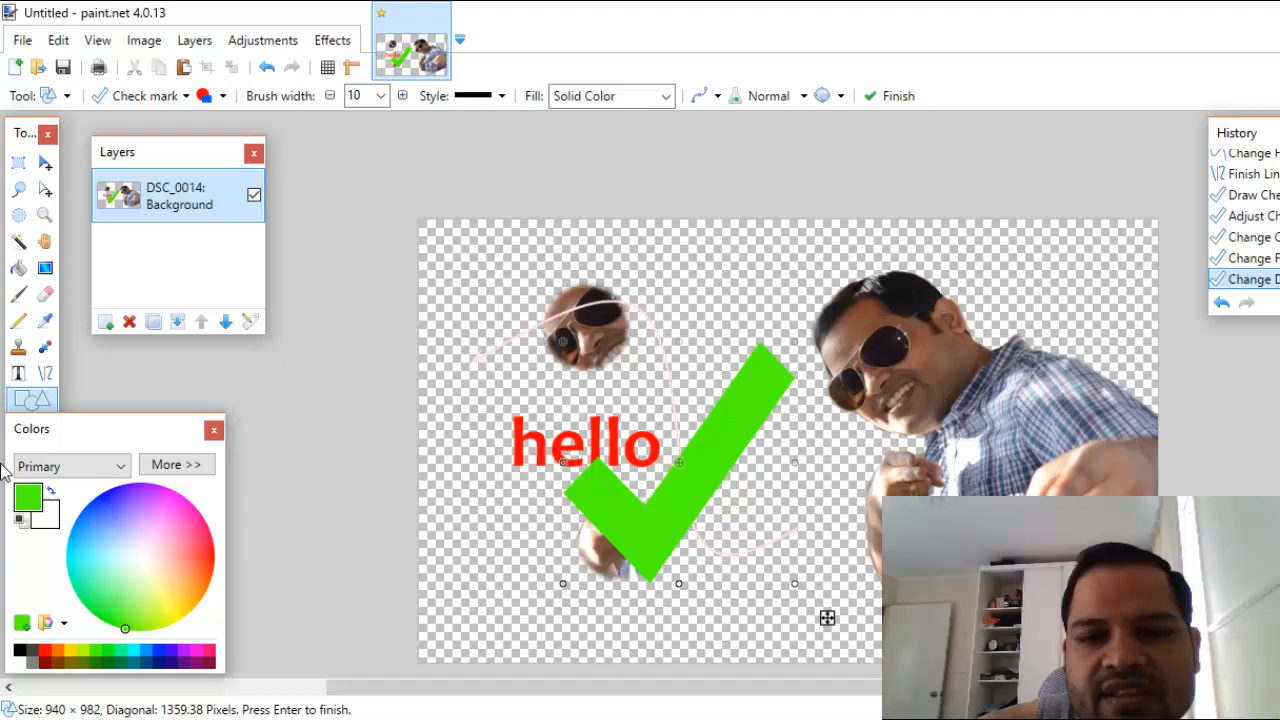 Untitled - paint.net 4.0.13
File Edit View Image Layers Adjustments Effects
Tool: Check mark Brush width: 10 Style: Fill: Solid Color Normal Finish
To... x
Layers x
DSC_0014:
Background
History
Change F
Finish Lin
Draw Che
Adjust Ch
Change C
Change F
Change D
hello
Colors x
Primary More >>
Size: 940 × 982, Diagonal: 1359.38 Pixels. Press Enter to finish.